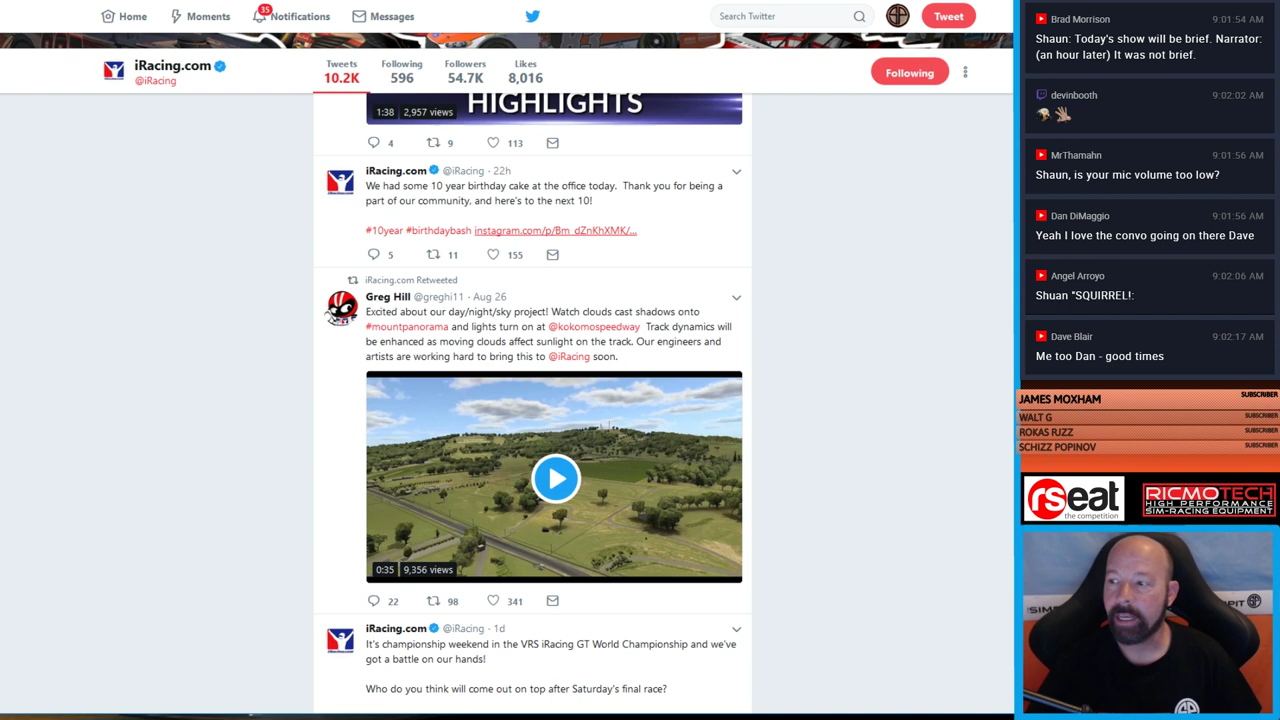 Home
Moments
35
Notifications
Messages
Search Twitter
Tweet
iRacing.com
@iRacing
Tweets
10.2K
Following
596
Followers
54.7K
Likes
8,016
Following
HIGHLIGHTS
1:38 2,957 views
4 9 113
iRacing.com @iRacing · 22h
We had some 10 year birthday cake at the office today. Thank you for being a
part of our community, and here's to the next 10!
#10year #birthdaybash instagram.com/p/Bm_dZnKhXMK/...
5 11 155
iRacing.com Retweeted
Greg Hill @greghi11 · Aug 26
Excited about our day/night/sky project! Watch clouds cast shadows onto
#mountpanorama and lights turn on at @kokomospeedway Track dynamics will
be enhanced as moving clouds affect sunlight on the track. Our engineers and
artists are working hard to bring this to @iRacing soon.
0:35 9,356 views
22 98 341
iRacing.com @iRacing · 1d
It's championship weekend in the VRS iRacing GT World Championship and we've
got a battle on our hands!
Who do you think will come out on top after Saturday's final race?
Brad Morrison 9:01:54 AM
Shaun: Today's show will be brief. Narrator:
(an hour later) It was not brief.
devinbooth 9:02:02 AM
MrThamahn 9:01:56 AM
Shaun, is your mic volume too low?
Dan DiMaggio 9:01:56 AM
Yeah I love the convo going on there Dave
Angel Arroyo 9:02:06 AM
Shuan "SQUIRREL!:
Dave Blair 9:02:17 AM
Me too Dan - good times
JAMES MOXHAM SUBSCRIBER
WALT G SUBSCRIBER
ROKAS RJZZ SUBSCRIBER
SCHIZZ POPINOV SUBSCRIBER
rseat
the competition
RICMOTECH
HIGH PERFORMANCE
SIM-RACING EQUIPMENT